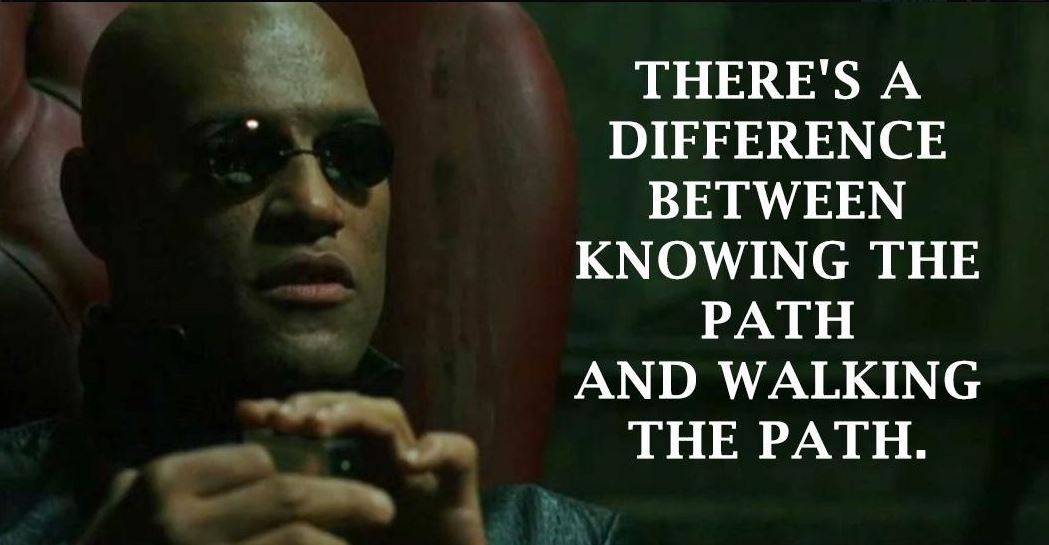 THERE'S A
DIFFERENCE
BETWEEN
KNOWING THE
PATH
AND WALKING
THE PATH.